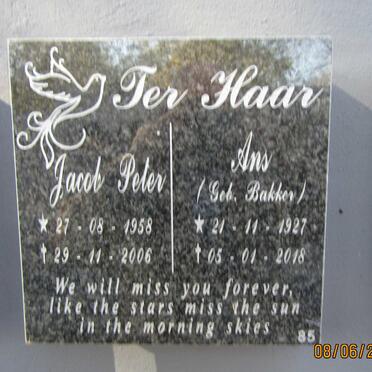 Ter Haar
Jacob Peter
★ 27 - 08 - 1958
✝ 29 - 11 - 2006
Ans
(Geb. Bakker)
★ 21 - 11 - 1927
✝ 05 - 01 - 2018
We will miss you forever,
like the stars miss the sun
in the morning skies
85
08/06/2